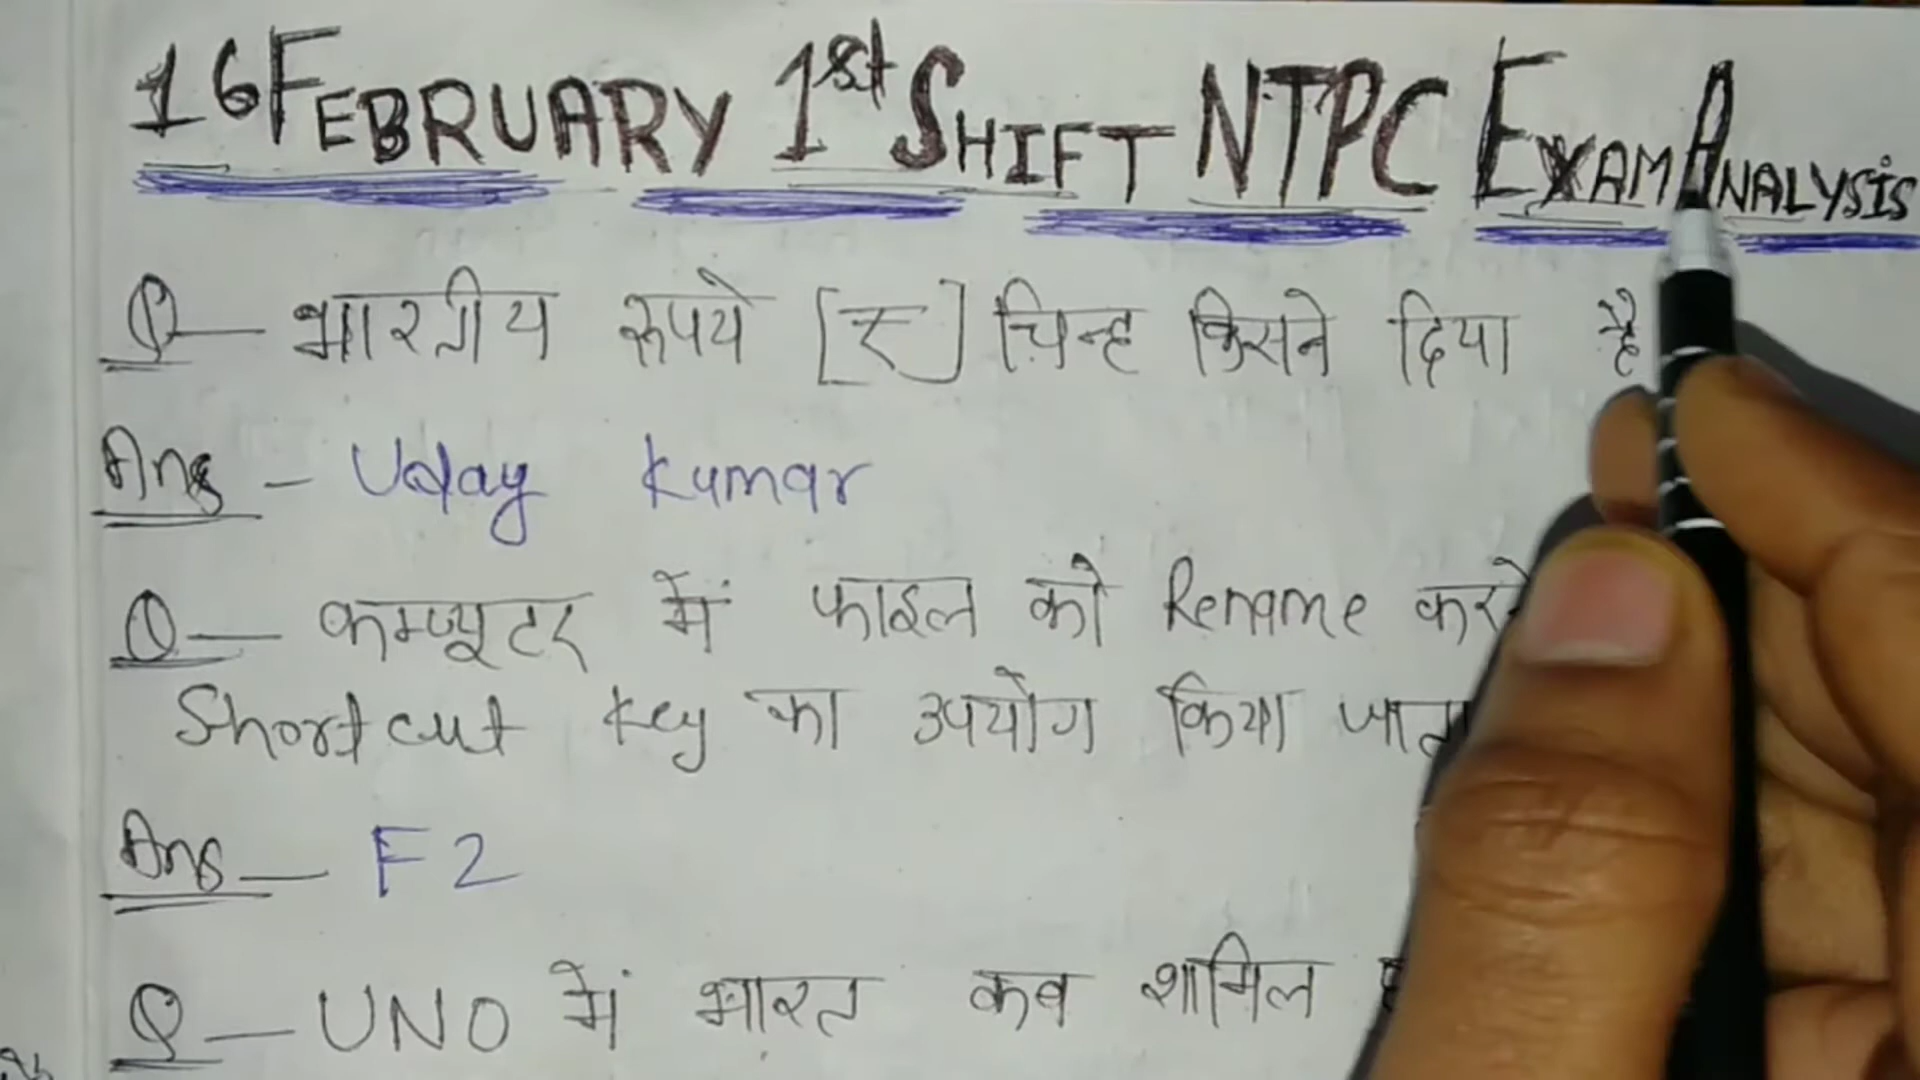 16 FEBRUARY 1st SHIFT NTPC EXAM ANALYSIS
Q — भारतीय रूपये [₹] चिन्ह किसने दिया है
Ans - Uday Kumar
Q — कम्प्यूटर में फाइल को Rename
Shortcut Key का उपयोग किया
Ans — F2
Q — UNO में भारत कब शामिल